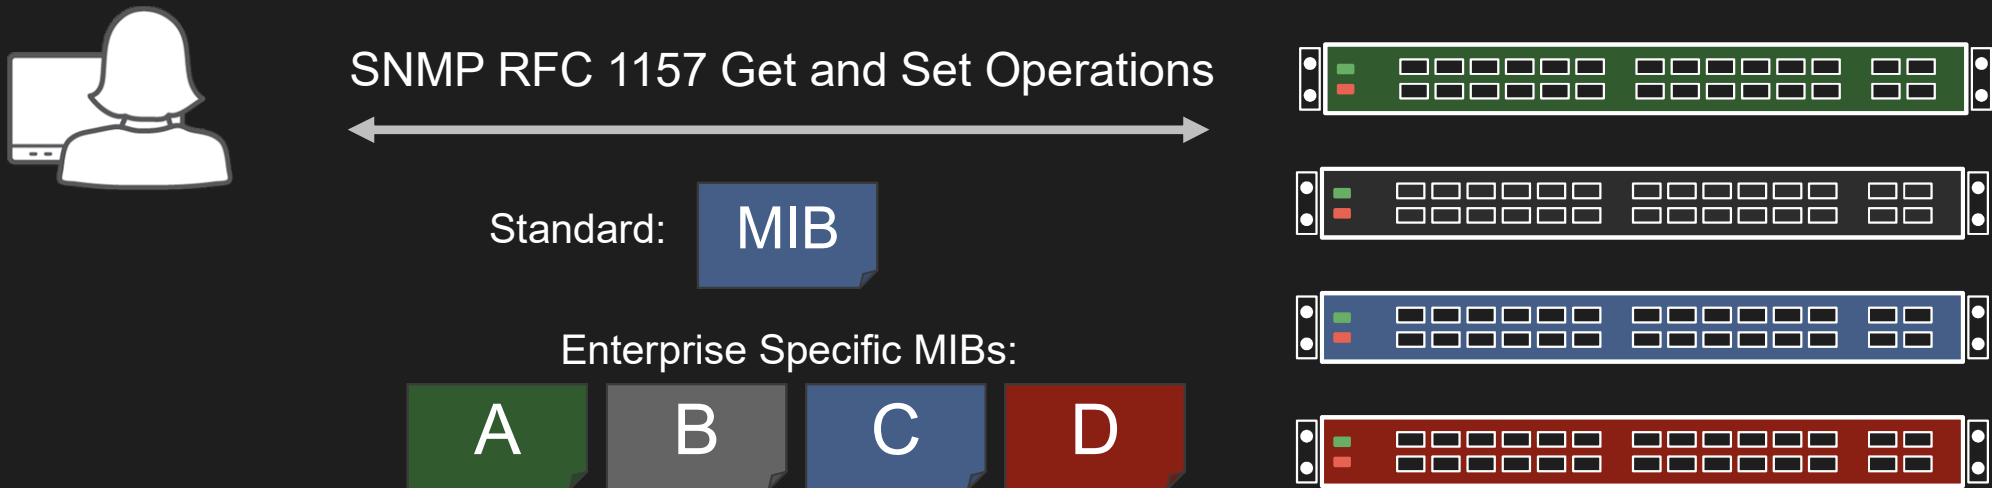 SNMP RFC 1157 Get and Set Operations
Standard:
MIB
Enterprise Specific MIBs:
A
B
C
D